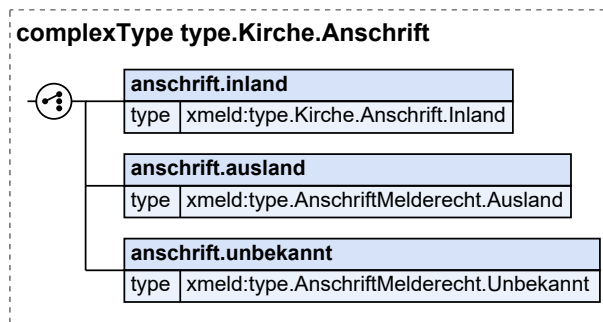 complexType type.Kirche.Anschrift
anschrift.inland
type xmeld:type.Kirche.Anschrift.Inland
anschrift.ausland
type xmeld:type.AnschriftMelderecht.Ausland
anschrift.unbekannt
type xmeld:type.AnschriftMelderecht.Unbekannt